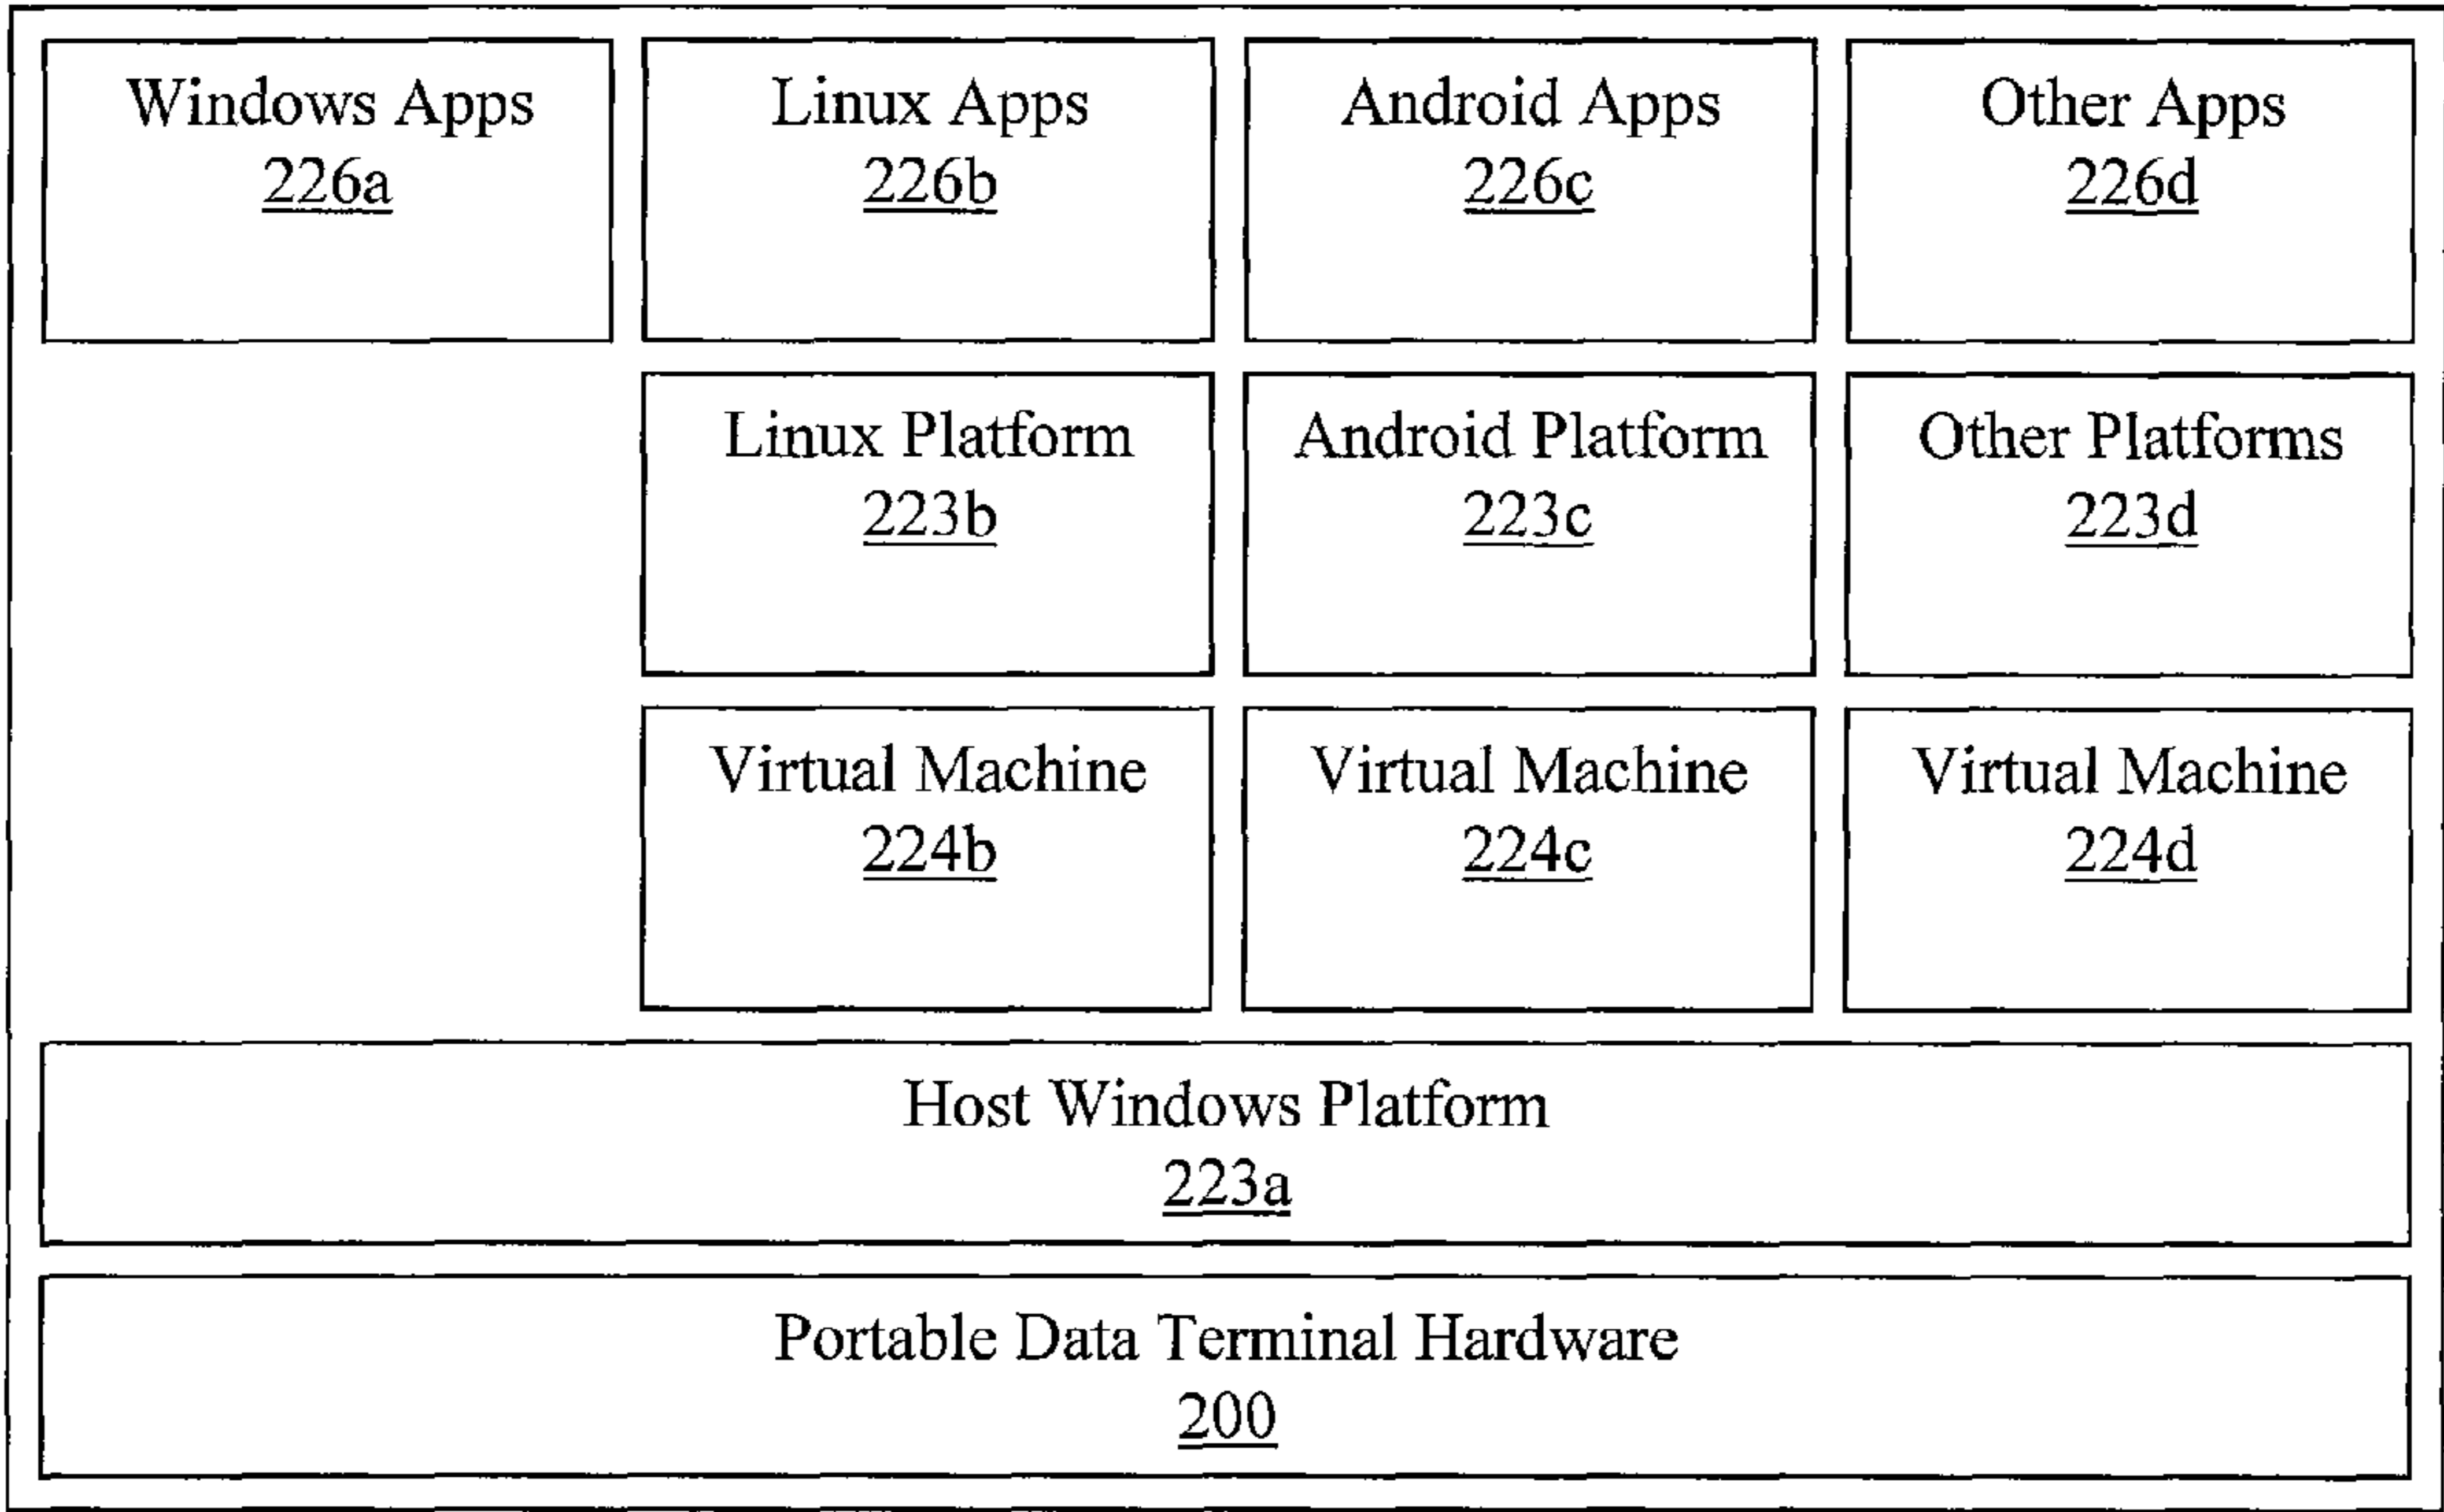 Windows Apps
226a
Linux Apps
226b
Android Apps
226c
Other Apps
226d
Linux Platform
223b
Android Platform
223c
Other Platforms
223d
Virtual Machine
224b
Virtual Machine
224c
Virtual Machine
224d
Host Windows Platform
223a
Portable Data Terminal Hardware
200